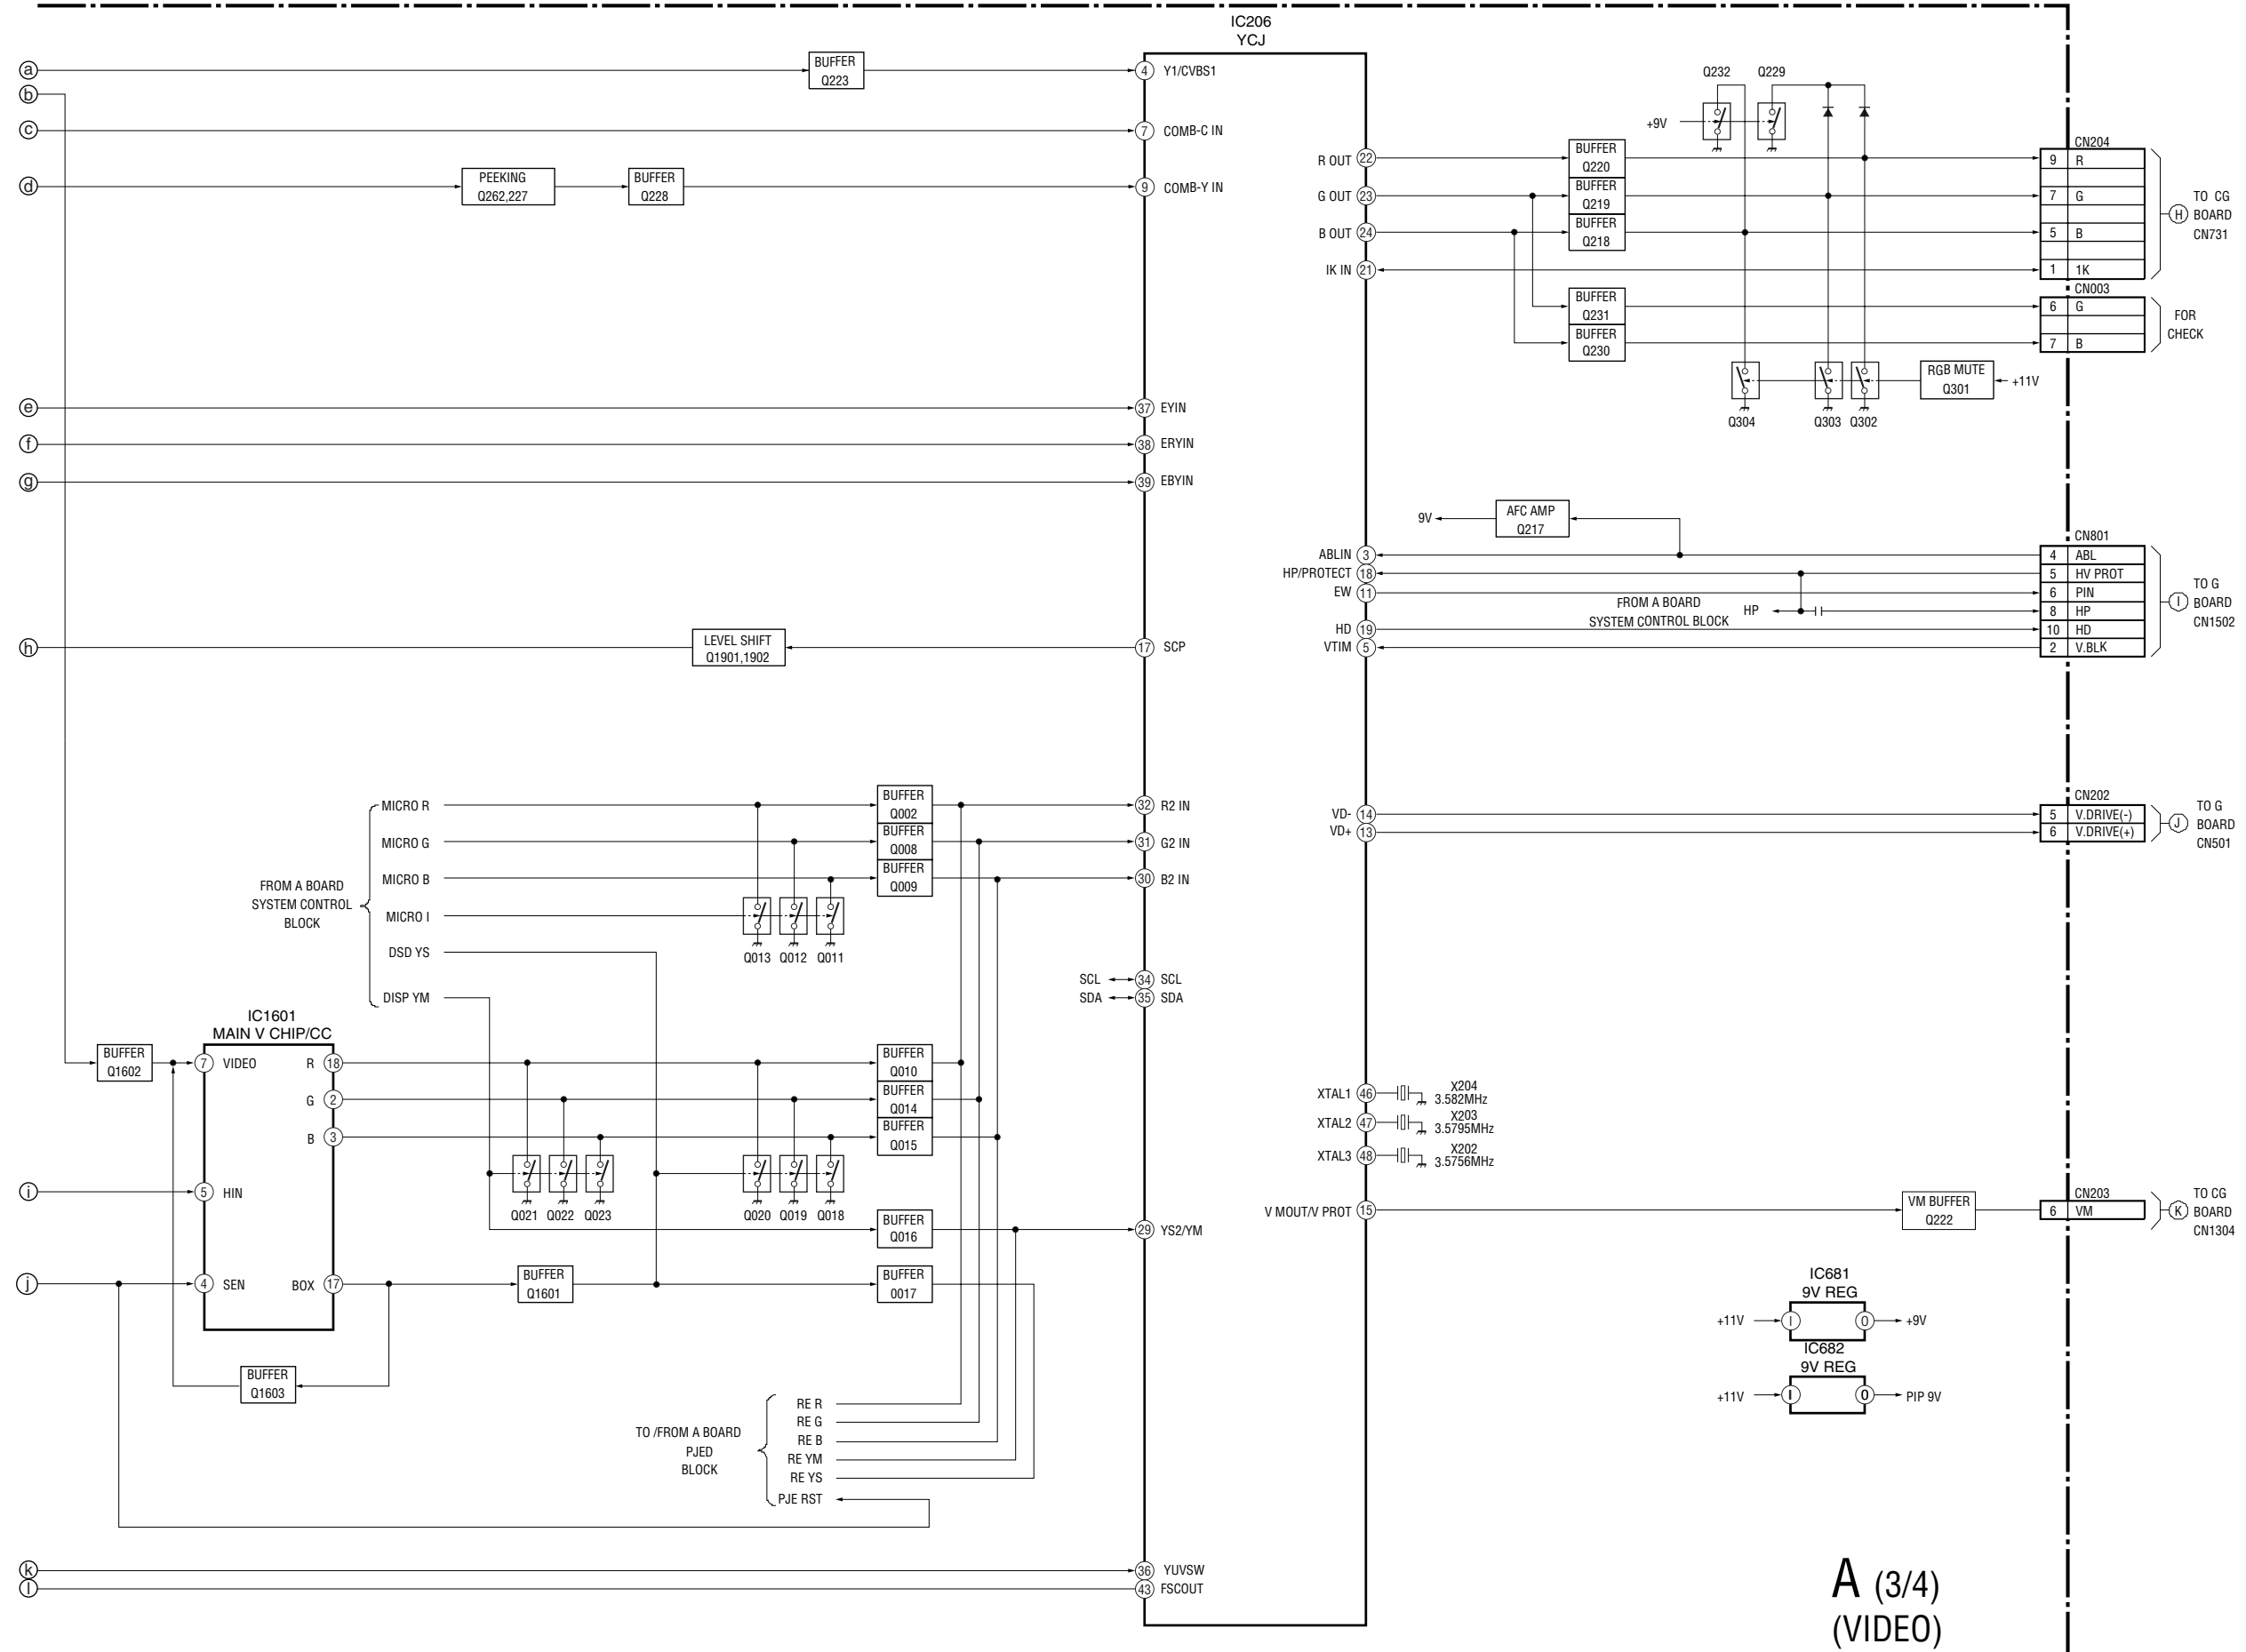 IC206
YCJ
a
BUFFER
Q223
4 Y1/CVBS1
b
c
7 COMB-C IN
d
PEEKING
Q262,227
BUFFER
Q228
9 COMB-Y IN
Q232 Q229
+9V
R OUT 22
BUFFER
Q220
G OUT 23
BUFFER
Q219
B OUT 24
BUFFER
Q218
IK IN 21
BUFFER
Q231
BUFFER
Q230
CN204
9 R
7 G
5 B
1 1K
H
TO CG
BOARD
CN731
CN003
6 G
7 B
FOR
CHECK
RGB MUTE
Q301
+11V
Q304 Q303 Q302
e
37 EYIN
f
38 ERYIN
g
39 EBYIN
9V
AFC AMP
Q217
ABLIN 3
HP/PROTECT 18
EW 11
HD 19
VTIM 5
FROM A BOARD
SYSTEM CONTROL BLOCK
HP
CN801
4 ABL
5 HV PROT
6 PIN
8 HP
10 HD
2 V.BLK
I
TO G
BOARD
CN1502
h
LEVEL SHIFT
Q1901,1902
17 SCP
FROM A BOARD
SYSTEM CONTROL
BLOCK
MICRO R
MICRO G
MICRO B
MICRO I
DSD YS
DISP YM
BUFFER
Q002
BUFFER
Q008
BUFFER
Q009
32 R2 IN
31 G2 IN
30 B2 IN
Q013 Q012 Q011
VD- 14
VD+ 13
CN202
5 V.DRIVE(-)
6 V.DRIVE(+)
J
TO G
BOARD
CN501
SCL 34 SCL
SDA 35 SDA
IC1601
MAIN V CHIP/CC
BUFFER
Q1602
7 VIDEO
R 18
G 2
B 3
BUFFER
Q010
BUFFER
Q014
BUFFER
Q015
i
5 HIN
Q021 Q022 Q023
Q020 Q019 Q018
BUFFER
Q016
29 YS2/YM
j
4 SEN
BOX 17
BUFFER
Q1601
BUFFER
0017
BUFFER
Q1603
XTAL1 46
X204
3.582MHz
XTAL2 47
X203
3.5795MHz
XTAL3 48
X202
3.5756MHz
V MOUT/V PROT 15
VM BUFFER
Q222
CN203
6 VM
K
TO CG
BOARD
CN1304
IC681
9V REG
+11V I O +9V
IC682
9V REG
+11V I O PIP 9V
TO /FROM A BOARD
PJED
BLOCK
RE R
RE G
RE B
RE YM
RE YS
PJE RST
k
36 YUVSW
l
43 FSCOUT
A (3/4)
(VIDEO)